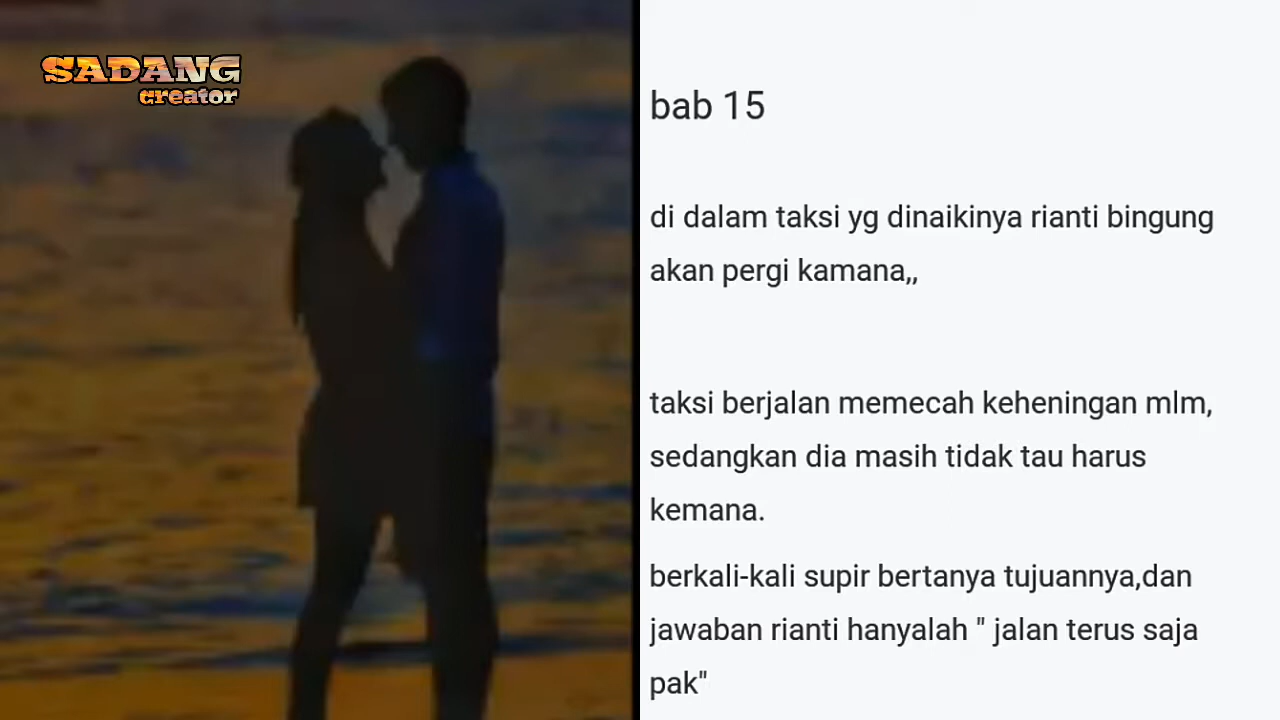 SADANG
creator
bab 15
di dalam taksi yg dinaikinya rianti bingung
akan pergi kamana,,
taksi berjalan memecah keheningan mlm,
sedangkan dia masih tidak tau harus
kemana.
berkali-kali supir bertanya tujuannya,dan
jawaban rianti hanyalah " jalan terus saja
pak"